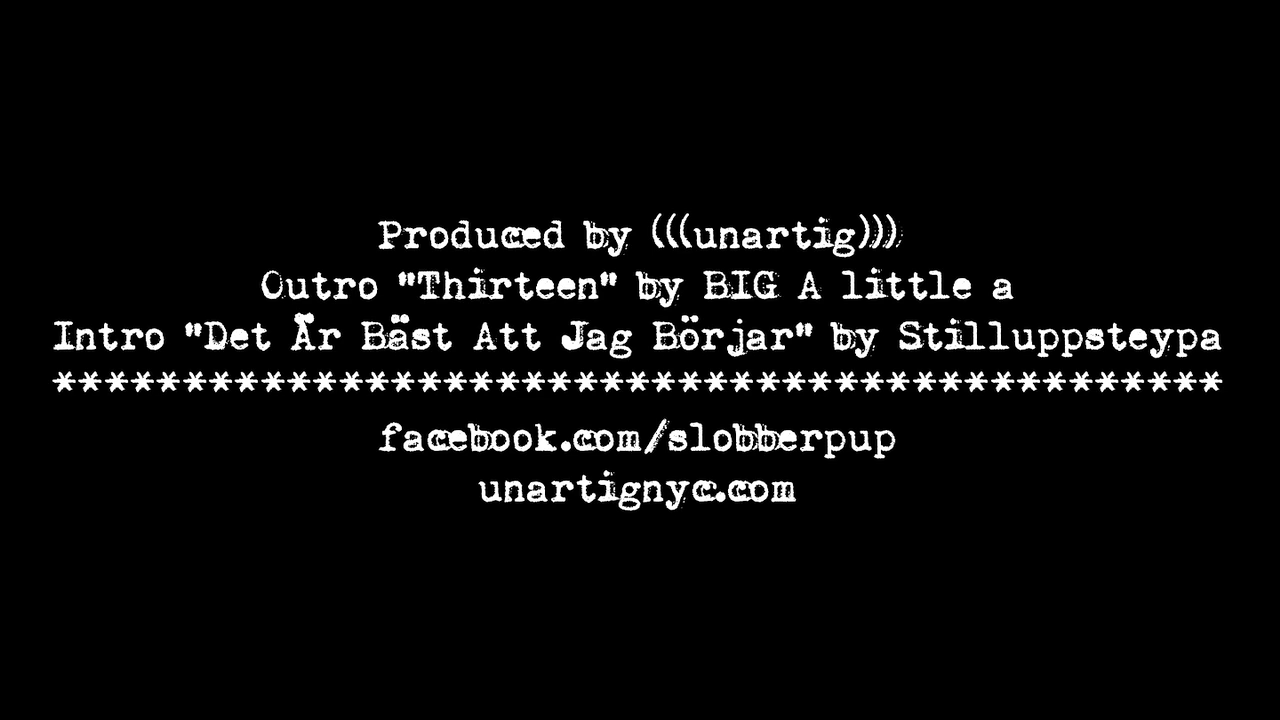 Produced by (((unartig)))
Outro "Thirteen" by BIG A little a
Intro "Det Är Bäst Att Jag Börjar" by Stilluppsteypa
*********************************************
facebook.com/slobberpup
unartignyc.com